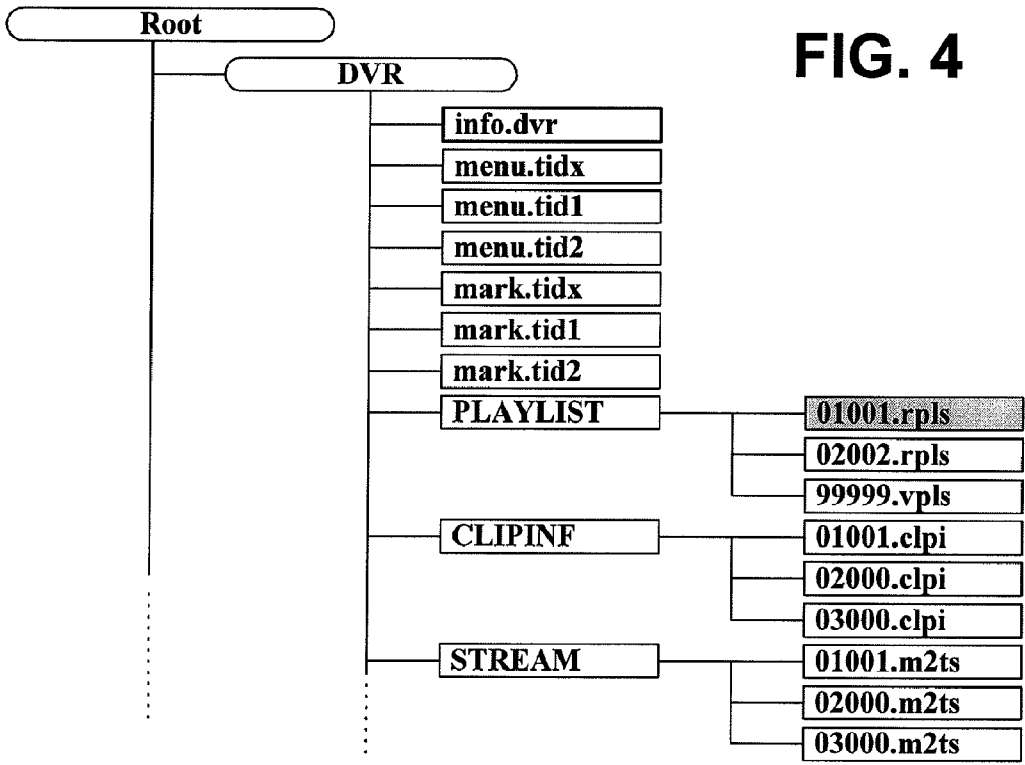 Root
FIG. 4
DVR
info.dvr
menu.tidx
menu.tid1
menu.tid2
mark.tidx
mark.tid1
mark.tid2
PLAYLIST
01001.rpls
02002.rpls
99999.vpls
CLIPINF
01001.clpi
02000.clpi
03000.clpi
STREAM
01001.m2ts
02000.m2ts
03000.m2ts